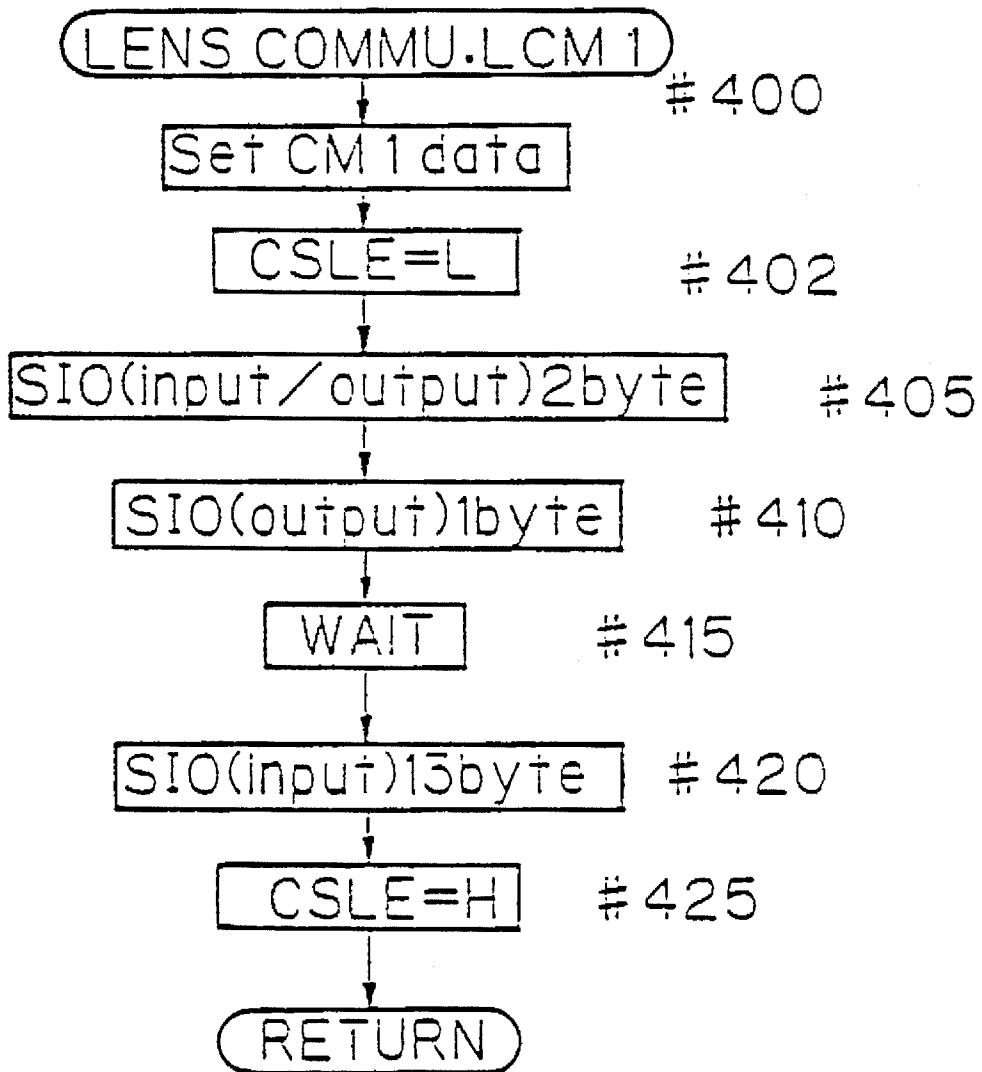 LENS COMMU.LCM 1
#400
Set CM 1 data
CSLE=L
#402
SIO(input/output)2byte
#405
SIO(output)1byte
#410
WAIT
#415
SIO(input)13byte
#420
CSLE=H
#425
RETURN